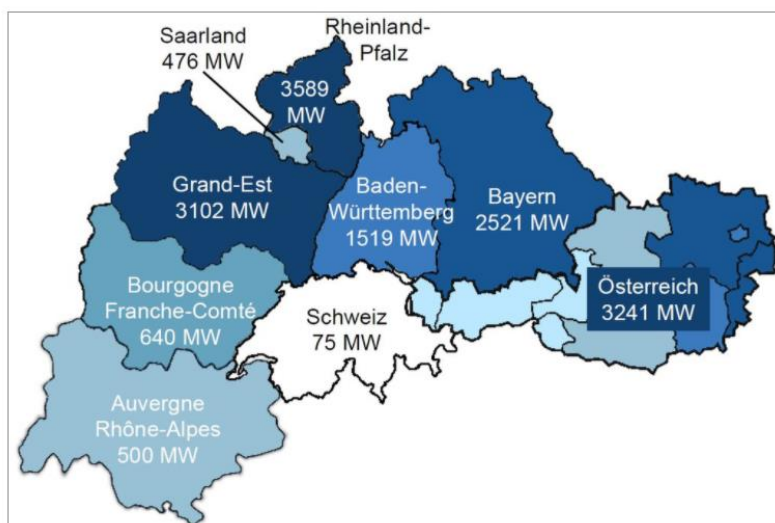 Saarland
476 MW
Rheinland-
Pfalz
3589
MW
Grand-Est
3102 MW
Baden-
Württemberg
1519 MW
Bayern
2521 MW
Bourgogne
Franche-Comté
640 MW
Schweiz
75 MW
Österreich
3241 MW
Auvergne
Rhône-Alpes
500 MW